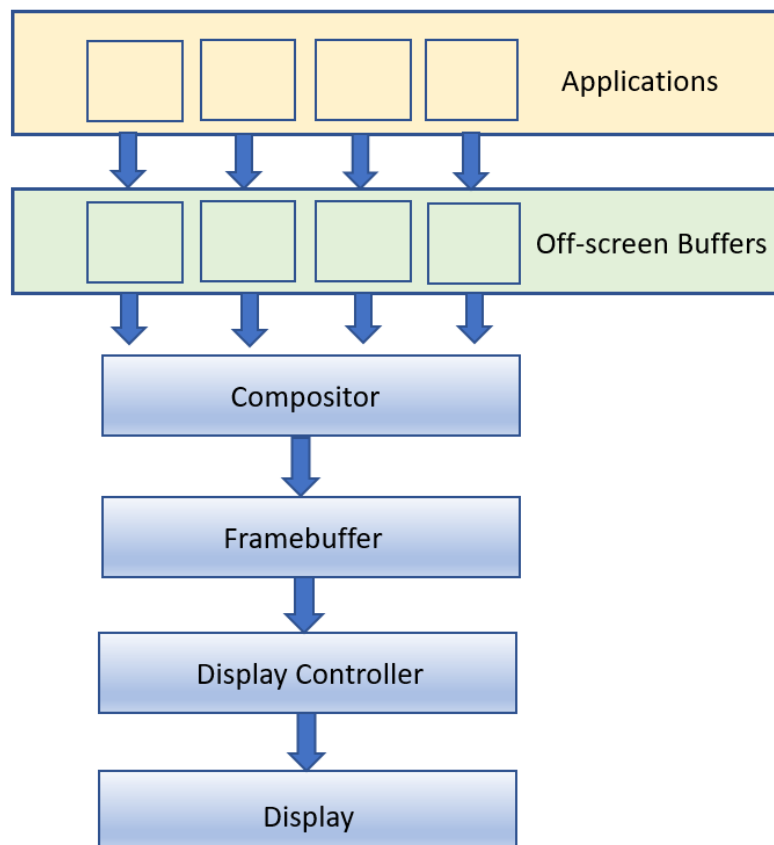 Applications
Off-screen Buffers
Compositor
Framebuffer
Display Controller
Display